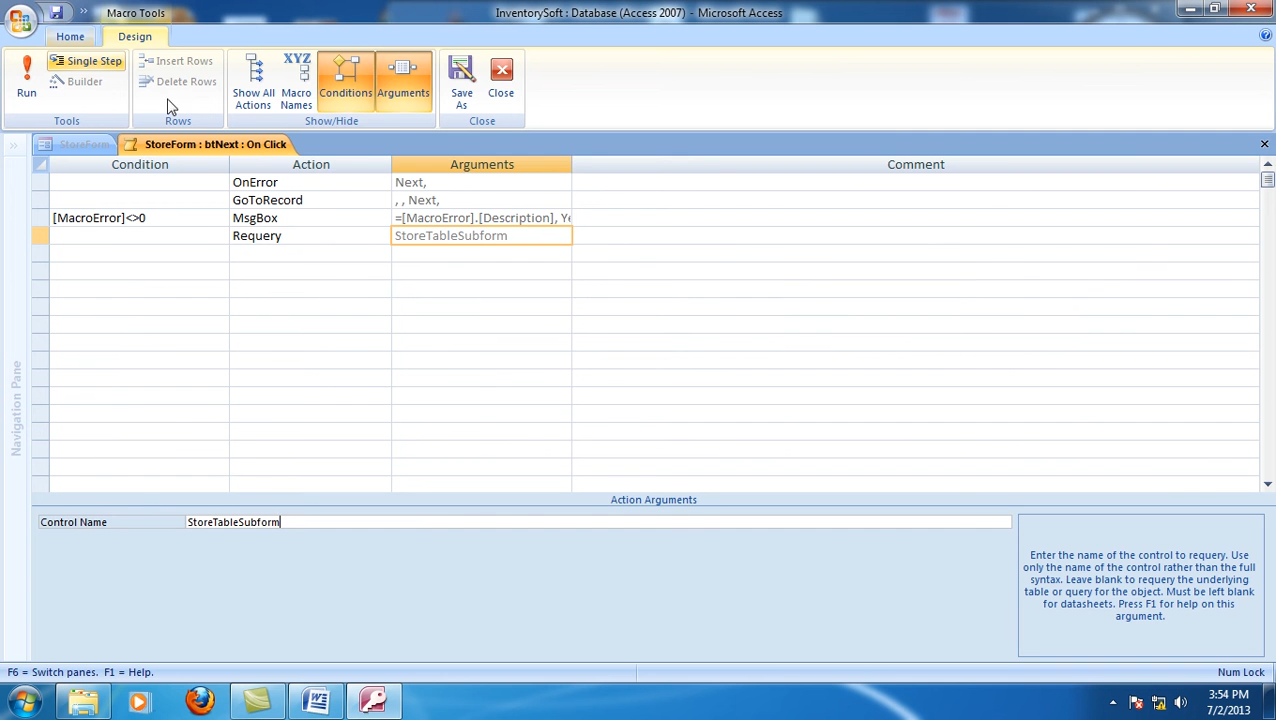 Macro Tools
InventorySoft : Database (Access 2007) - Microsoft Access
Home
Design
Run
Single Step
Builder
Tools
Insert Rows
Delete Rows
Rows
Show All Actions
XYZ
Macro Names
Conditions
Arguments
Show/Hide
Save As
Close
Close
StoreForm
StoreForm : btNext : On Click
Condition Action Arguments Comment
OnError Next,
GoToRecord , , Next,
[MacroError]<>0 MsgBox =[MacroError].[Description], Ye
Requery StoreTableSubform
Navigation Pane
Action Arguments
Control Name StoreTableSubform
Enter the name of the control to requery. Use
only the name of the control rather than the full
syntax. Leave blank to requery the underlying
table or query for the object. Must be left blank
for datasheets. Press F1 for help on this
argument.
F6 = Switch panes. F1 = Help.
Num Lock
3:54 PM
7/2/2013